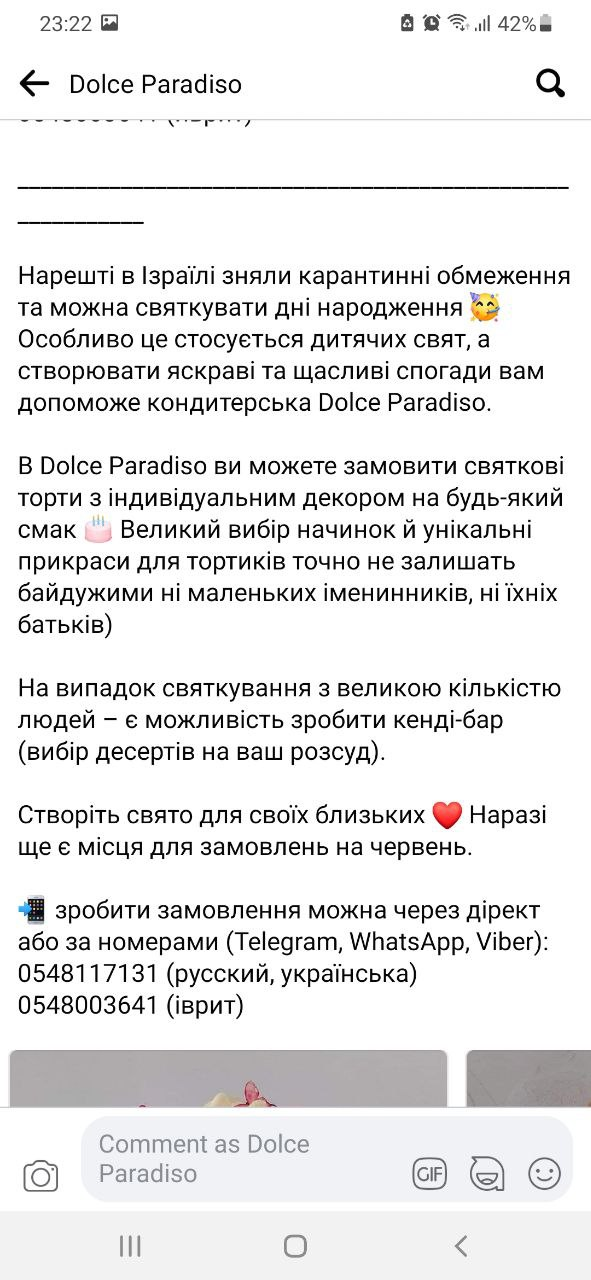 23:22
42%
Dolce Paradiso
Нарешті в Ізраїлі зняли карантинні обмеження
та можна святкувати дні народження 🥳
Особливо це стосується дитячих свят, а
створювати яскраві та щасливі спогади вам
допоможе кондитерська Dolce Paradiso.
В Dolce Paradiso ви можете замовити святкові
торти з індивідуальним декором на будь-який
смак 🎂 Великий вибір начинок й унікальні
прикраси для тортиків точно не залишать
байдужими ні маленьких іменинників, ні їхніх
батьків)
На випадок святкування з великою кількістю
людей – є можливість зробити кенді-бар
(вибір десертів на ваш розсуд).
Створіть свято для своїх близьких ❤️ Наразі
ще є місця для замовлень на червень.
📲 зробити замовлення можна через дірект
або за номерами (Telegram, WhatsApp, Viber):
0548117131 (русский, українська)
0548003641 (іврит)
Comment as Dolce
Paradiso
GIF